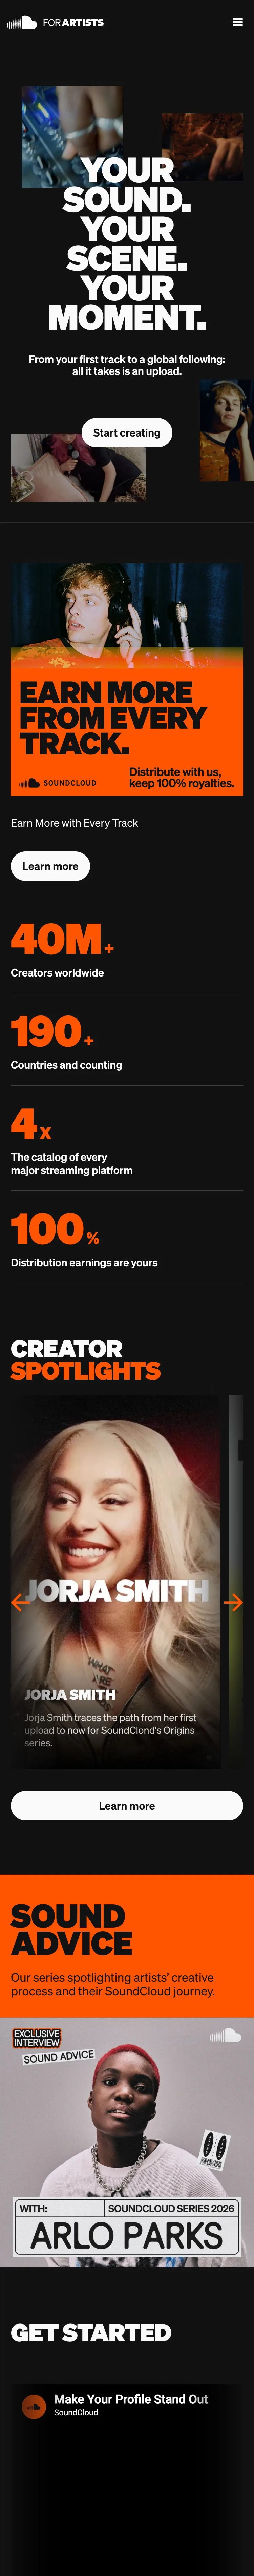 FOR ARTISTS
YOUR
SOUND.
YOUR
SCENE.
YOUR
MOMENT.
From your first track to a global following:
all it takes is an upload.
Start creating
EARN MORE
FROM EVERY
TRACK.
SOUNDCLOUD
Distribute with us,
keep 100% royalties.
Earn More with Every Track
Learn more
40M+
Creators worldwide
190+
Countries and counting
4x
The catalog of every
major streaming platform
100%
Distribution earnings are yours
CREATOR
SPOTLIGHTS
JORJA SMITH
JORJA SMITH
Jorja Smith traces the path from her first
upload to now for SoundClond's Origins
series.
Learn more
SOUND
ADVICE
Our series spotlighting artists' creative
process and their SoundCloud journey.
EXCLUSIVE
INTERVIEW
SOUND ADVICE
WITH:
SOUNDCLOUD SERIES 2026
ARLO PARKS
GET STARTED
Make Your Profile Stand Out
SoundCloud